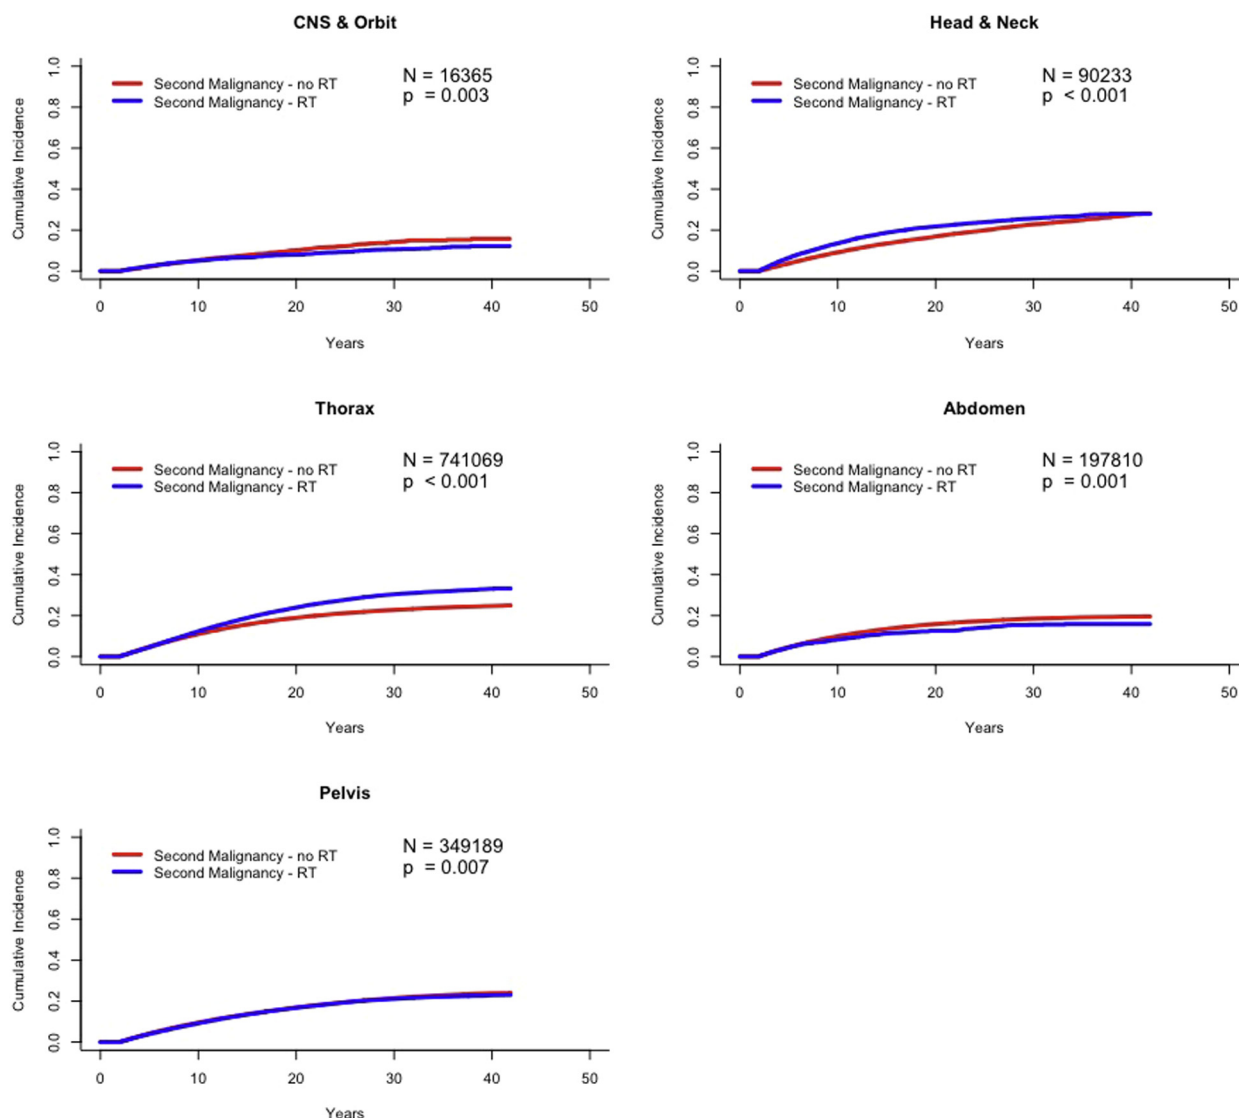 CNS & Orbit
Second Malignancy - no RT
Second Malignancy - RT
N = 16365
p = 0.003
Cumulative Incidence
0.0 0.2 0.4 0.6 0.8 1.0
0 10 20 30 40 50
Years
Head & Neck
Second Malignancy - no RT
Second Malignancy - RT
N = 90233
p < 0.001
Cumulative Incidence
0.0 0.2 0.4 0.6 0.8 1.0
0 10 20 30 40 50
Years
Thorax
Second Malignancy - no RT
Second Malignancy - RT
N = 741069
p < 0.001
Cumulative Incidence
0.0 0.2 0.4 0.6 0.8 1.0
0 10 20 30 40 50
Years
Abdomen
Second Malignancy - no RT
Second Malignancy - RT
N = 197810
p = 0.001
Cumulative Incidence
0.0 0.2 0.4 0.6 0.8 1.0
0 10 20 30 40 50
Years
Pelvis
Second Malignancy - no RT
Second Malignancy - RT
N = 349189
p = 0.007
Cumulative Incidence
0.0 0.2 0.4 0.6 0.8 1.0
0 10 20 30 40 50
Years